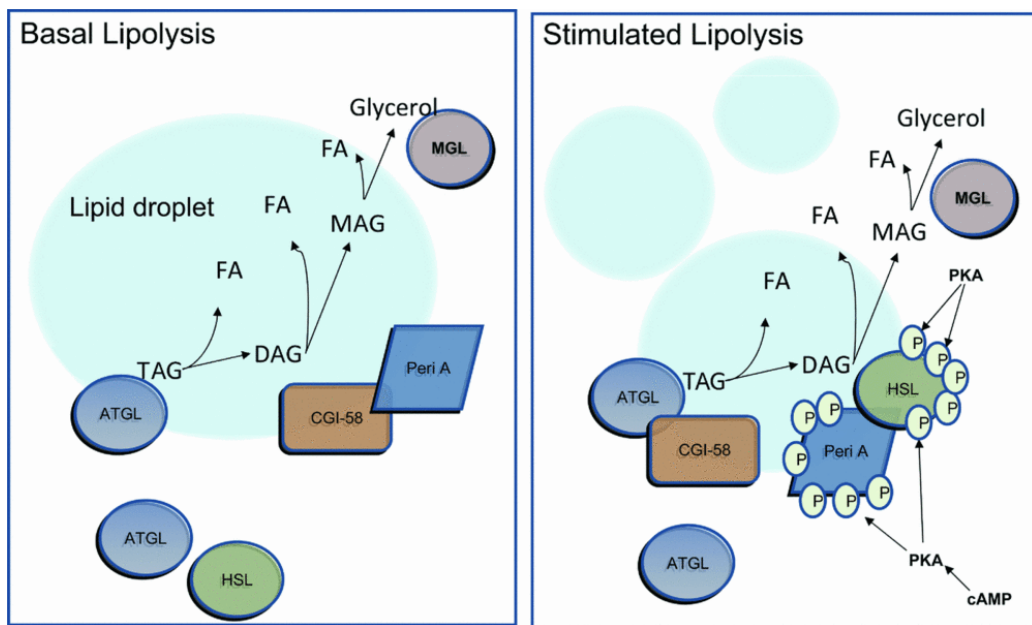 Basal Lipolysis
Glycerol
MGL
FA
Lipid droplet
FA
MAG
FA
TAG
DAG
Peri A
ATGL
CGI-58
ATGL
HSL
Stimulated Lipolysis
Glycerol
FA
MGL
FA
MAG
FA
PKA
P
P
TAG
DAG
P
HSL
ATGL
P
P
P
P
P
CGI-58
P
Peri A
P
P
P
ATGL
PKA
cAMP